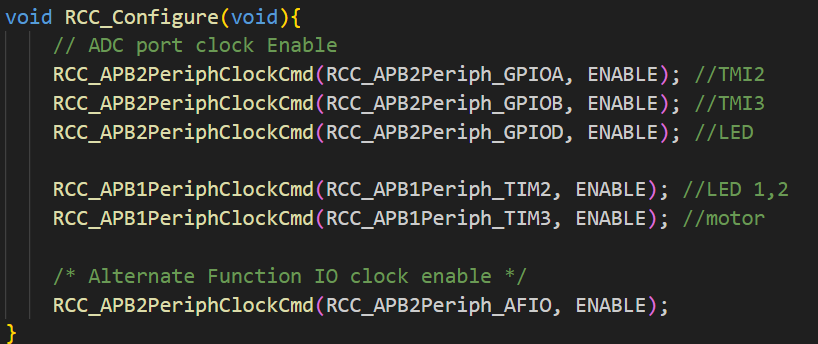 void RCC_Configure(void){
// ADC port clock Enable
RCC_APB2PeriphClockCmd(RCC_APB2Periph_GPIOA, ENABLE); //TMI2
RCC_APB2PeriphClockCmd(RCC_APB2Periph_GPIOB, ENABLE); //TMI3
RCC_APB2PeriphClockCmd(RCC_APB2Periph_GPIOD, ENABLE); //LED
RCC_APB1PeriphClockCmd(RCC_APB1Periph_TIM2, ENABLE); //LED 1,2
RCC_APB1PeriphClockCmd(RCC_APB1Periph_TIM3, ENABLE); //motor
/* Alternate Function IO clock enable */
RCC_APB2PeriphClockCmd(RCC_APB2Periph_AFIO, ENABLE);
}